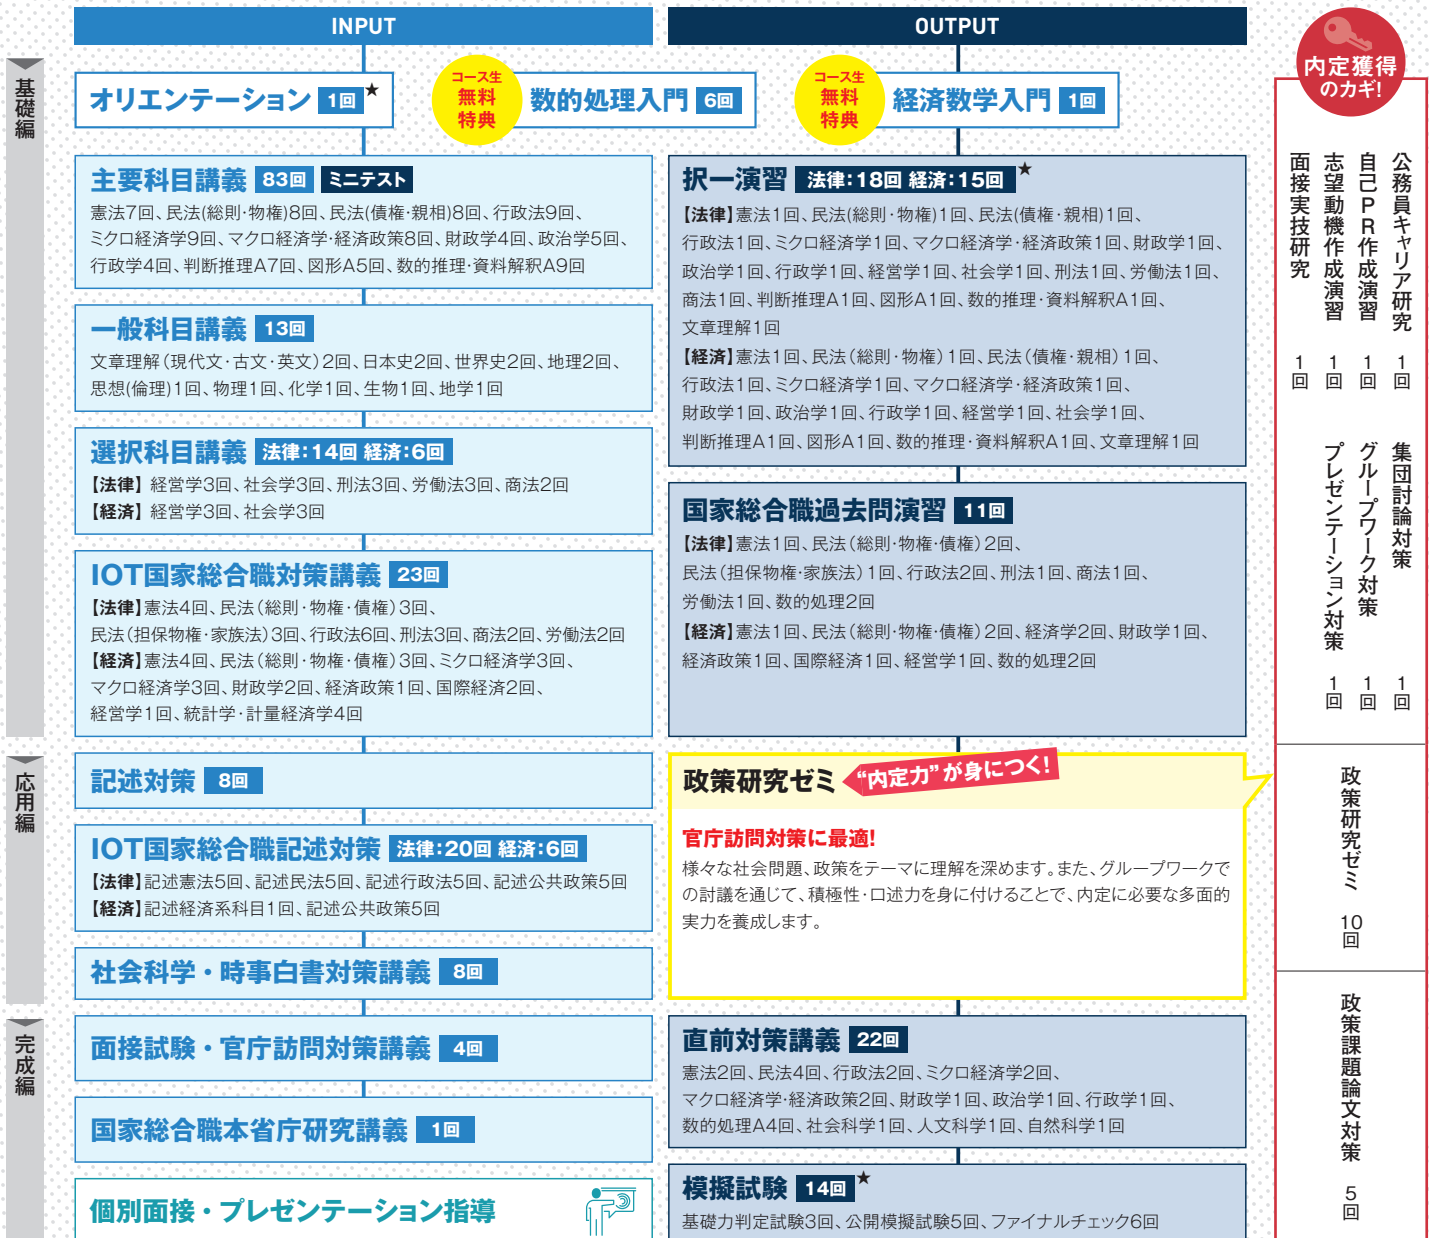 INPUT
OUTPUT
基礎編
オリエンテーション 1回★
コース生
無料
特典
数的処理入門 6回
コース生
無料
特典
経済数学入門 1回
主要科目講義 83回 ミニテスト
憲法7回、民法(総則・物権)8回、民法(債権・親相)8回、行政法9回、
ミクロ経済学9回、マクロ経済学・経済政策8回、財政学4回、政治学5回、
行政学4回、判断推理A7回、図形A5回、数的推理・資料解釈A9回
一般科目講義 13回
文章理解(現代文・古文・英文)2回、日本史2回、世界史2回、地理2回、
思想(倫理)1回、物理1回、化学1回、生物1回、地学1回
選択科目講義 法律:14回 経済:6回
【法律】 経営学3回、社会学3回、刑法3回、労働法3回、商法2回
【経済】 経営学3回、社会学3回
IOT国家総合職対策講義 23回
【法律】憲法4回、民法(総則・物権・債権)3回、
民法(担保物権・家族法)3回、行政法6回、刑法3回、商法2回、労働法2回
【経済】憲法4回、民法(総則・物権・債権)3回、ミクロ経済学3回、
マクロ経済学3回、財政学2回、経済政策1回、国際経済2回、
経営学1回、統計学・計量経済学4回
択一演習 法律:18回 経済:15回★
【法律】憲法1回、民法(総則・物権)1回、民法(債権・親相)1回、
行政法1回、ミクロ経済学1回、マクロ経済学・経済政策1回、財政学1回、
政治学1回、行政学1回、経営学1回、社会学1回、刑法1回、労働法1回、
商法1回、判断推理A1回、図形A1回、数的推理・資料解釈A1回、
文章理解1回
【経済】憲法1回、民法(総則・物権)1回、民法(債権・親相)1回、
行政法1回、ミクロ経済学1回、マクロ経済学・経済政策1回、
財政学1回、政治学1回、行政学1回、経営学1回、社会学1回、
判断推理A1回、図形A1回、数的推理・資料解釈A1回、文章理解1回
国家総合職過去問演習 11回
【法律】憲法1回、民法(総則・物権・債権)2回、
民法(担保物権・家族法)1回、行政法2回、刑法1回、商法1回、
労働法1回、数的処理2回
【経済】憲法1回、民法(総則・物権・債権)2回、経済学2回、財政学1回、
経済政策1回、国際経済1回、経営学1回、数的処理2回
応用編
記述対策 8回
IOT国家総合職記述対策 法律:20回 経済:6回
【法律】記述憲法5回、記述民法5回、記述行政法5回、記述公共政策5回
【経済】記述経済系科目1回、記述公共政策5回
社会科学・時事白書対策講義 8回
政策研究ゼミ “内定力”が身につく!
官庁訪問対策に最適!
様々な社会問題、政策をテーマに理解を深めます。また、グループワークで
の討議を通じて、積極性・口述力を身に付けることで、内定に必要な多面的
実力を養成します。
完成編
面接試験・官庁訪問対策講義 4回
国家総合職本省庁研究講義 1回
個別面接・プレゼンテーション指導
直前対策講義 22回
憲法2回、民法4回、行政法2回、ミクロ経済学2回、
マクロ経済学・経済政策2回、財政学1回、政治学1回、行政学1回、
数的処理A4回、社会科学1回、人文科学1回、自然科学1回
模擬試験 14回★
基礎力判定試験3回、公開模擬試験5回、ファイナルチェック6回
内定獲得
のカギ!
公務員キャリア研究 1回
自己PR作成演習 1回
志望動機作成演習 1回
面接実技研究 1回
集団討論対策 1回
グループワーク対策 1回
プレゼンテーション対策 1回
政策研究ゼミ 10回
政策課題論文対策 5回